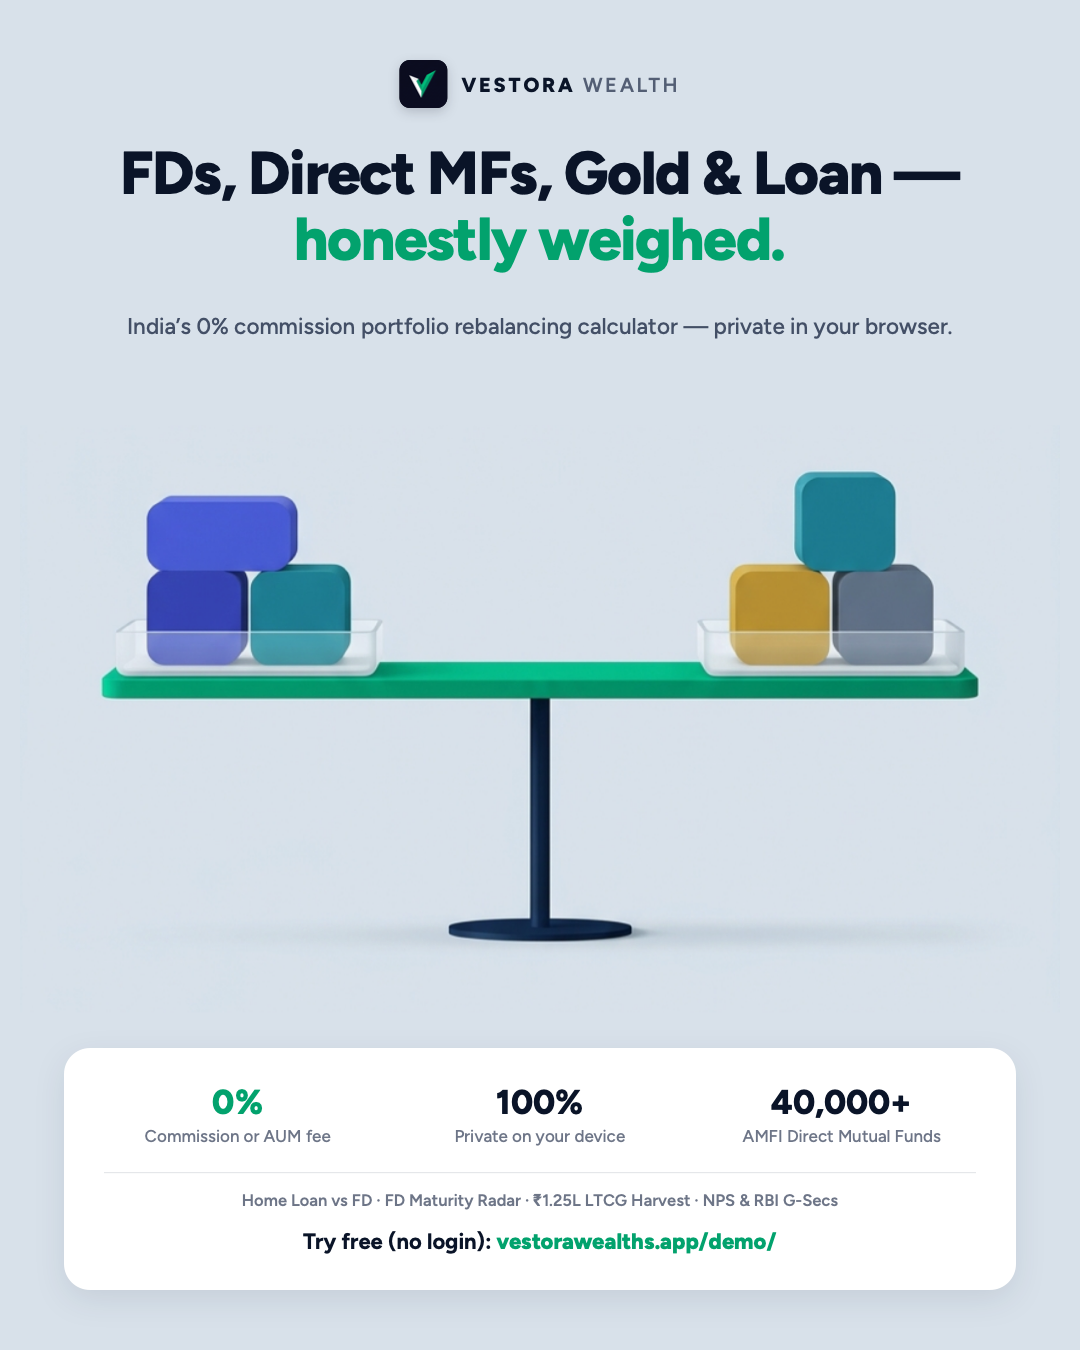 VESTORA WEALTH
FDs, Direct MFs, Gold & Loan —
honestly weighed.
India’s 0% commission portfolio rebalancing calculator — private in your browser.
0%
Commission or AUM fee
100%
Private on your device
40,000+
AMFI Direct Mutual Funds
Home Loan vs FD · FD Maturity Radar · ₹1.25L LTCG Harvest · NPS & RBI G-Secs
Try free (no login): vestorawealths.app/demo/